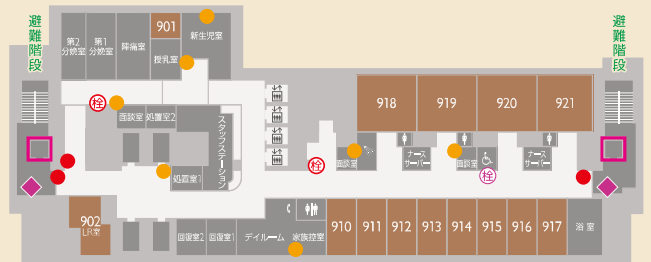 避難階段
避難階段
第2
分娩室
第1
分娩室
陣痛室
901
授乳室
新生児室
栓
面談室
処置室2
スタッフステーション
処置室1
918
919
920
921
栓
面談室
ナース
サーバー
面談室
栓
ナース
サーバー
902
LR室
回復室2
回復室1
デイルーム
家族控室
910
911
912
913
914
915
916
917
浴室